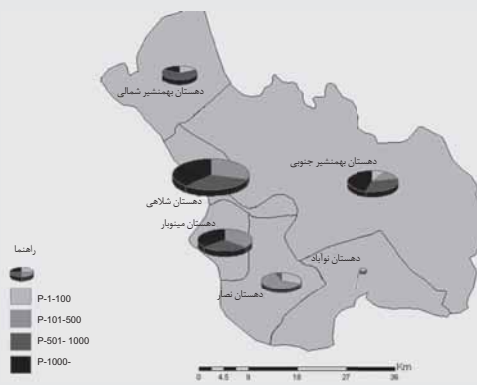 دهستان بهمنشیر شمالی
دهستان بهمنشیر جنوبی
دهستان شلاهی
دهستان مینوبار
دهستان نوآباد
دهستان نصار
راهنما
P-1-100
P-101-500
P-501- 1000
P-1000-
Km
0 4.5 9 18 27 36